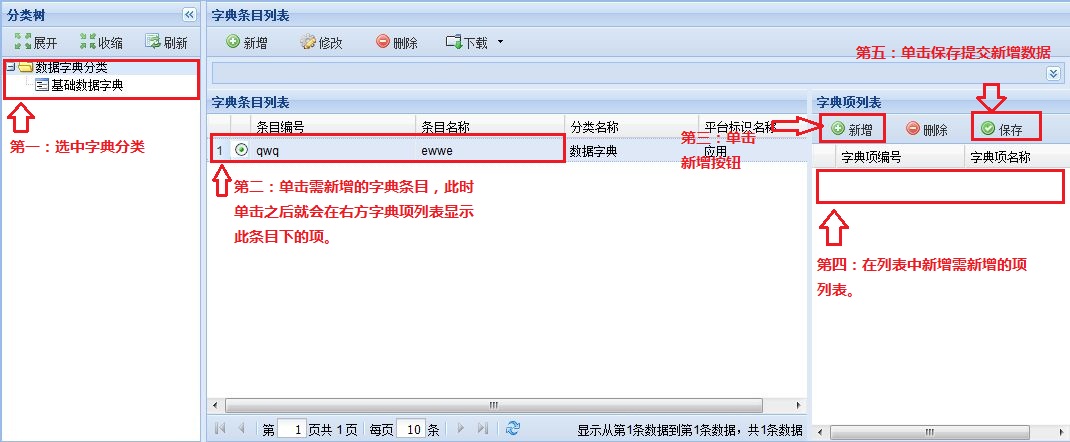 分类树
展开 收缩 刷新
数据字典分类
基础数据字典
第一：选中字典分类
字典条目列表
新增 修改 删除 下载
第五：单击保存提交新增数据
字典条目列表
条目编号 条目名称 分类名称 平台标识名称
1 qwq ewwe 数据字典 应用
第二：单击需新增的字典条目，此时
单击之后就会在右方字典项列表显示
此条目下的项。
第三：单击
新增按钮
字典项列表
新增 删除 保存
字典项编号 字典项名称
第四：在列表中新增需新增的项
列表。
第 1 页共 1 页 每页 10 条 显示从第1条数据到第1条数据，共1条数据